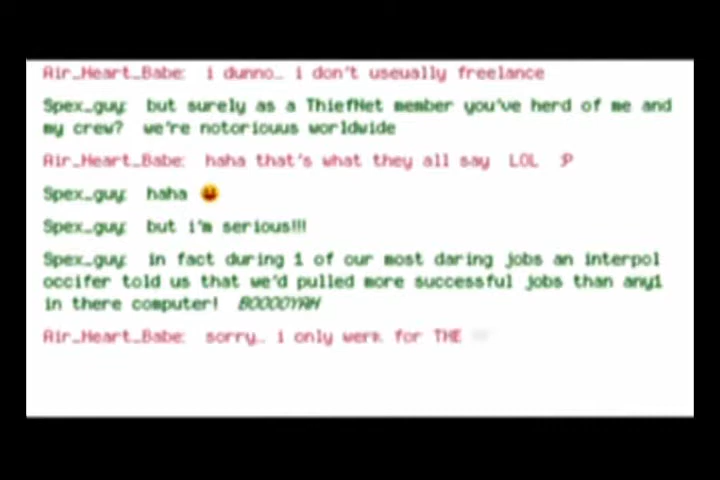 Air_Heart_Babe: i dunno… i don't useually freelance
Spex_guy: but surely as a ThiefNet member you've herd of me and
my crew? we're notoriouus worldwide
Air_Heart_Babe: haha that's what they all say LOL :P
Spex_guy: haha 😃
Spex_guy: but i'm serious!!!
Spex_guy: in fact during 1 of our most daring jobs an interpol
occifer told us that we'd pulled more successful jobs than any1
in there computer! BOOOOYAH
Air_Heart_Babe: sorry… i only work for THE